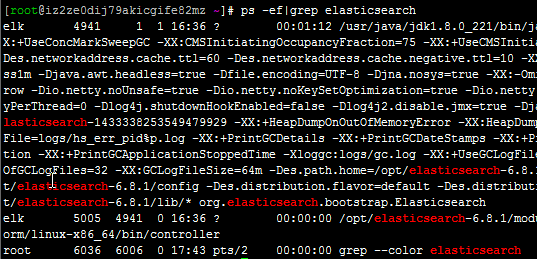 [root@iz2ze0dij79akicgife82mz ~]# ps -ef|grep elasticsearch
elk 4941 1 1 16:36 ? 00:01:12 /usr/java/jdk1.8.0_221/bin/j
X:+UseConcMarkSweepGC -XX:CMSInitiatingOccupancyFraction=75 -XX:+UseCMSIniti
Des.networkaddress.cache.ttl=60 -Des.networkaddress.cache.negative.ttl=10 -XX
ss1m -Djava.awt.headless=true -Dfile.encoding=UTF-8 -Djna.nosys=true -XX:-Omi
row -Dio.netty.noUnsafe=true -Dio.netty.noKeySetOptimization=true -Dio.netty
yPerThread=0 -Dlog4j.shutdownHookEnabled=false -Dlog4j2.disable.jmx=true -Dj
lasticsearch-1433338253549479929 -XX:+HeapDumpOnOutOfMemoryError -XX:HeapDum
File=logs/hs_err_pid%p.log -XX:+PrintGCDetails -XX:+PrintGCDateStamps -XX:+P
tion -XX:+PrintGCApplicationStoppedTime -Xloggc:logs/gc.log -XX:+UseGCLogFil
OfGCLogFiles=32 -XX:GCLogFileSize=64m -Des.path.home=/opt/elasticsearch-6.8.1
t/elasticsearch-6.8.1/config -Des.distribution.flavor=default -Des.distribut
t/elasticsearch-6.8.1/lib/* org.elasticsearch.bootstrap.Elasticsearch
elk 5005 4941 0 16:36 ? 00:00:00 /opt/elasticsearch-6.8.1/modu
orm/linux-x86_64/bin/controller
root 6036 6006 0 17:43 pts/2 00:00:00 grep --color elasticsearch